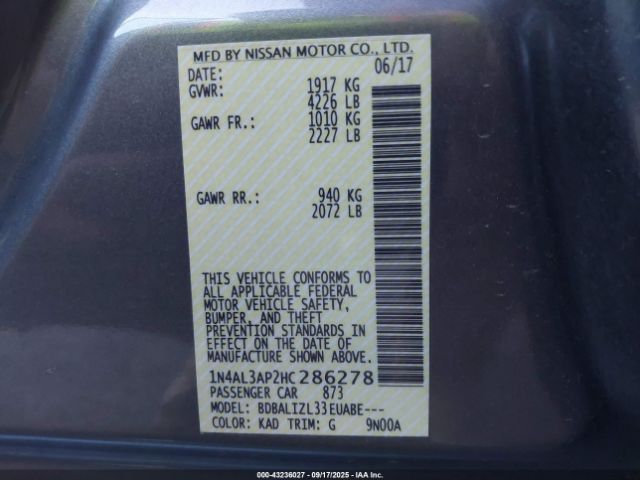 MFD BY NISSAN MOTOR CO., LTD.
DATE: 06/17
GVWR: 1917 KG
4226 LB
GAWR FR.: 1010 KG
2227 LB
GAWR RR.: 940 KG
2072 LB
THIS VEHICLE CONFORMS TO
ALL APPLICABLE FEDERAL
MOTOR VEHICLE SAFETY,
BUMPER, AND THEFT
PREVENTION STANDARDS IN
EFFECT ON THE DATE OF
MANUFACTURE SHOWN ABOVE.
1N4AL3AP2HC286278
PASSENGER CAR 873
MODEL: BDBALIZL33EUABE---
COLOR: KAD TRIM: G 9N00A
000-43236027 - 09/17/2025 - IAAC